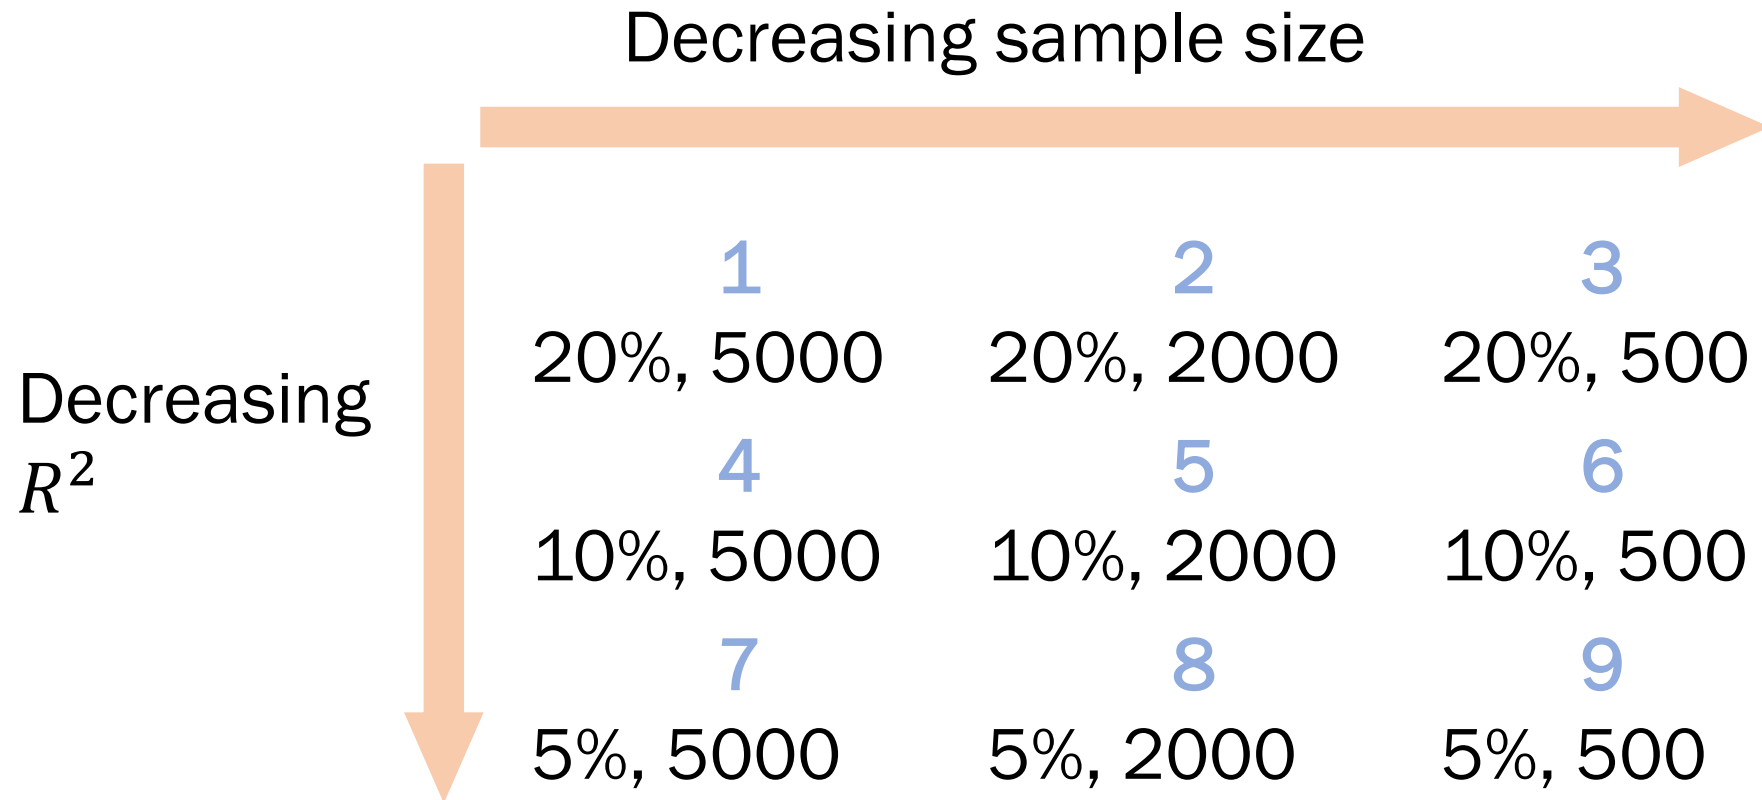 Decreasing sample size
1 2 3
20%, 5000 20%, 2000 20%, 500
Decreasing
R²
4 5 6
10%, 5000 10%, 2000 10%, 500
7 8 9
5%, 5000 5%, 2000 5%, 500